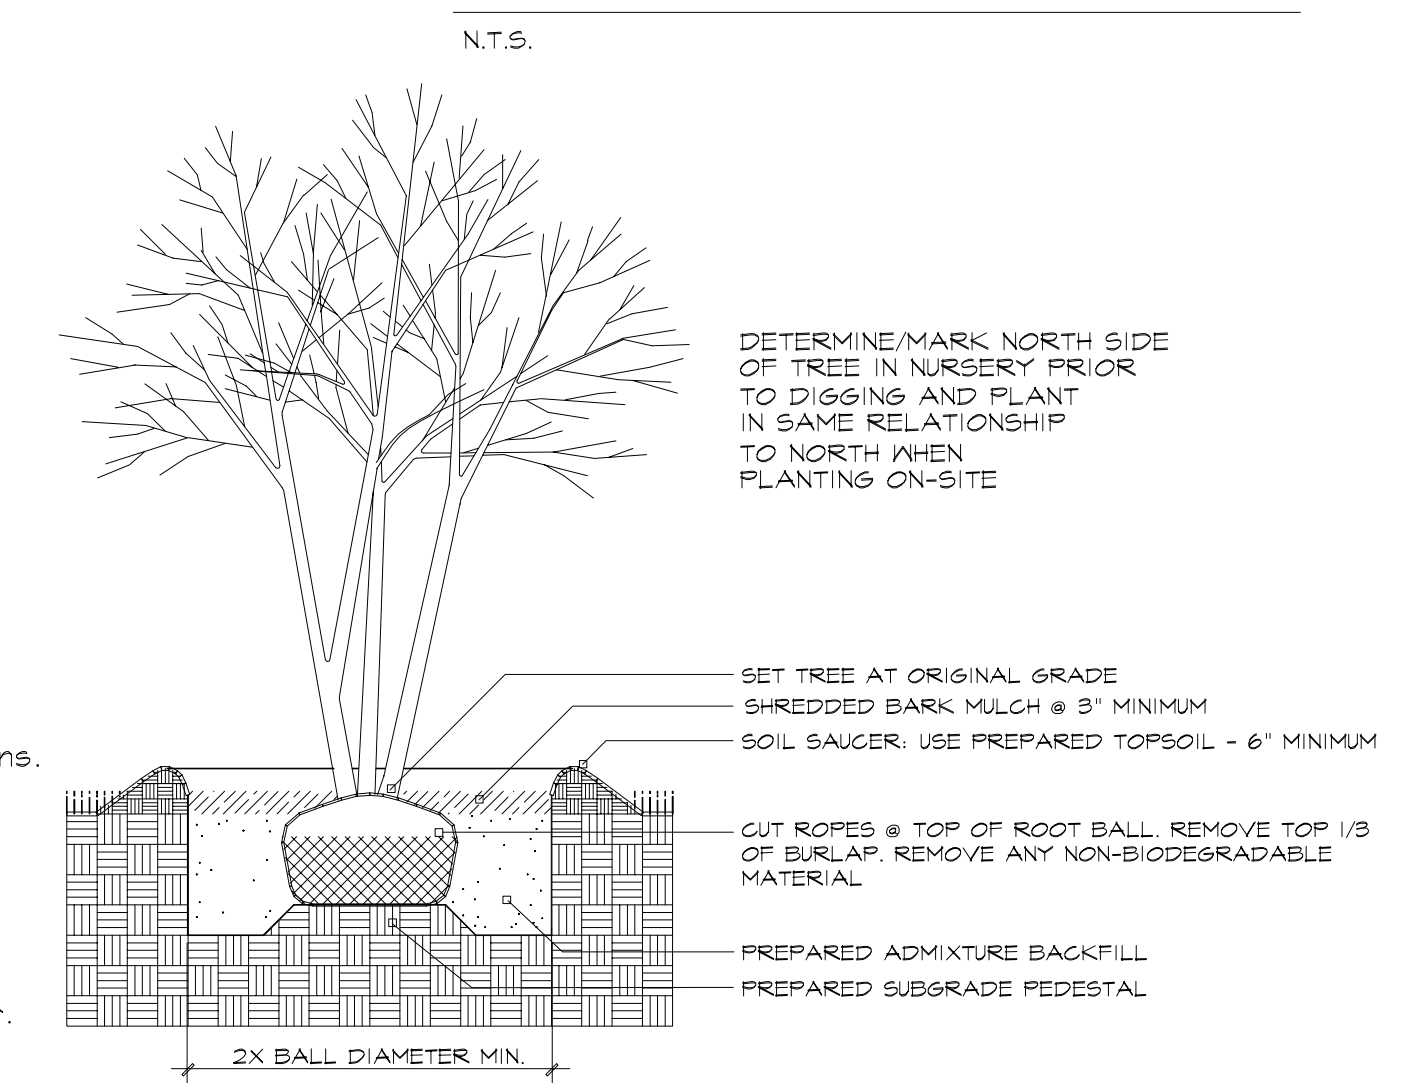 N.T.S.
DETERMINE/MARK NORTH SIDE
OF TREE IN NURSERY PRIOR
TO DIGGING AND PLANT
IN SAME RELATIONSHIP
TO NORTH WHEN
PLANTING ON-SITE
SET TREE AT ORIGINAL GRADE
SHREDDED BARK MULCH @ 3" MINIMUM
SOIL SAUCER: USE PREPARED TOPSOIL - 6" MINIMUM
ns.
CUT ROPES @ TOP OF ROOT BALL. REMOVE TOP 1/3
OF BURLAP. REMOVE ANY NON-BIODEGRADABLE
MATERIAL
PREPARED ADMIXTURE BACKFILL
PREPARED SUBGRADE PEDESTAL
2X BALL DIAMETER MIN.